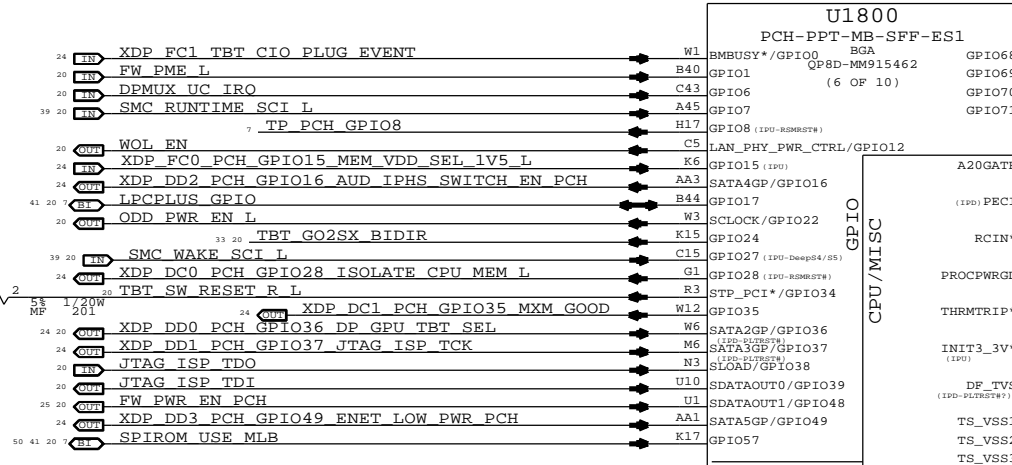 U1800
PCH-PPT-MB-SFF-ES1
BGA
QP8D-MM915462
(6 OF 10)
24 IN XDP_FC1_TBT_CIO_PLUG_EVENT W1 BMBUSY*/GPIO0 GPIO68
20 IN FW_PME_L B40 GPIO1 GPIO69
20 IN DPMUX_UC_IRQ C43 GPIO6 GPIO70
39 20 IN SMC_RUNTIME_SCI_L A45 GPIO7 GPIO71
7 TP_PCH_GPIO8 H17 GPIO8 (IPU-RSMRST#)
20 OUT WOL_EN C5 LAN_PHY_PWR_CTRL/GPIO12
24 OUT XDP_FC0_PCH_GPIO15_MEM_VDD_SEL_1V5_L K6 GPIO15 (IPU) A20GATE
24 OUT XDP_DD2_PCH_GPIO16_AUD_IPHS_SWITCH_EN_PCH AA3 SATA4GP/GPIO16
41 20 7 BI LPCPLUS_GPIO B44 GPIO17 (IPD) PECI
20 OUT ODD_PWR_EN_L W3 SCLOCK/GPIO22
33 20 TBT_GO2SX_BIDIR K15 GPIO24 RCIN*
39 20 IN SMC_WAKE_SCI_L C15 GPIO27 (IPU-DeepS4/S5)
24 OUT XDP_DC0_PCH_GPIO28_ISOLATE_CPU_MEM_L G1 GPIO28 (IPU-RSMRST#) PROCPWRGD
2 20 TBT_SW_RESET_R_L R3 STP_PCI*/GPIO34
5% 1/20W
MF 201
24 OUT XDP_DC1_PCH_GPIO35_MXM_GOOD W12 GPIO35 THRMTRIP*
24 20 OUT XDP_DD0_PCH_GPIO36_DP_GPU_TBT_SEL W6 SATA2GP/GPIO36
(IPD-PLTRST#)
24 OUT XDP_DD1_PCH_GPIO37_JTAG_ISP_TCK M6 SATA3GP/GPIO37 INIT3_3V*
(IPD-PLTRST#) (IPU)
20 IN JTAG_ISP_TDO N3 SLOAD/GPIO38
20 OUT JTAG_ISP_TDI U10 SDATAOUT0/GPIO39 DF_TVS
(IPD-PLTRST#?)
25 20 OUT FW_PWR_EN_PCH U1 SDATAOUT1/GPIO48
24 OUT XDP_DD3_PCH_GPIO49_ENET_LOW_PWR_PCH AA1 SATA5GP/GPIO49 TS_VSS1
50 41 20 7 BI SPIROM_USE_MLB K17 GPIO57 TS_VSS2
TS_VSS3
GPIO
CPU/MISC